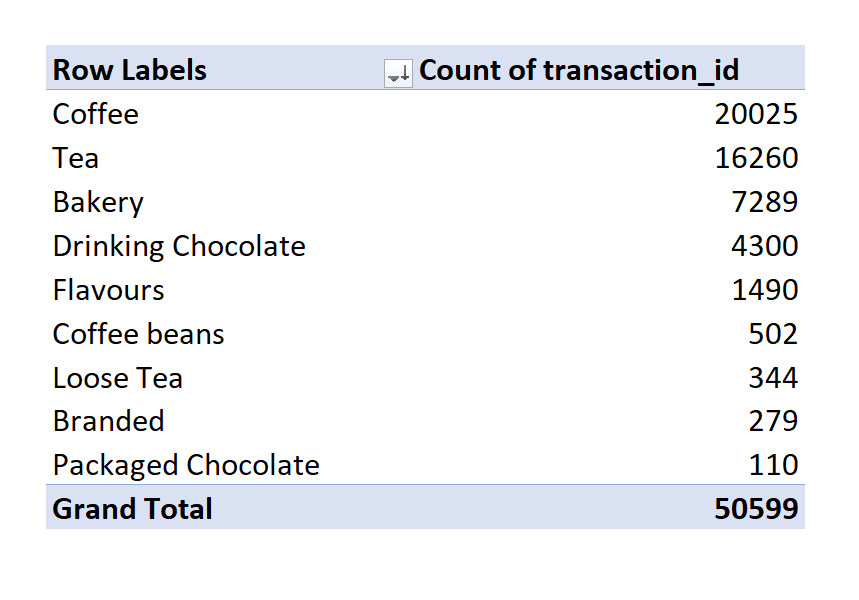 Row Labels Count of transaction_id
Coffee 20025
Tea 16260
Bakery 7289
Drinking Chocolate 4300
Flavours 1490
Coffee beans 502
Loose Tea 344
Branded 279
Packaged Chocolate 110
Grand Total 50599